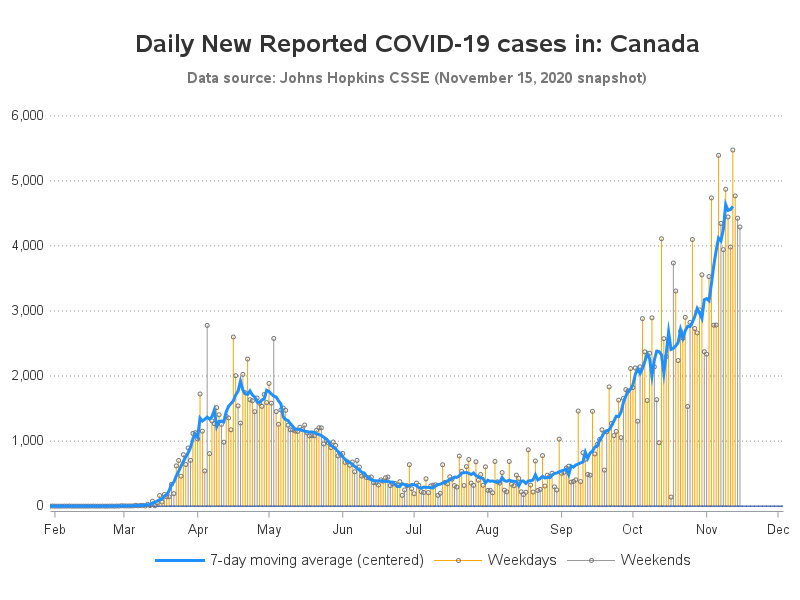 Daily New Reported COVID-19 cases in: Canada
Data source: Johns Hopkins CSSE (November 15, 2020 snapshot)
6,000
5,000
4,000
3,000
2,000
1,000
0
Feb Mar Apr May Jun Jul Aug Sep Oct Nov Dec
7-day moving average (centered) Weekdays Weekends